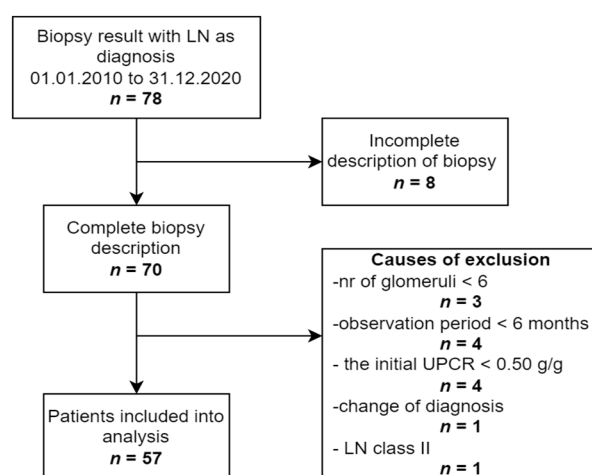 Biopsy result with LN as
diagnosis
01.01.2010 to 31.12.2020
n = 78
Incomplete
description of biopsy
n = 8
Complete biopsy
description
n = 70
Causes of exclusion
-nr of glomeruli < 6
n = 3
-observation period < 6 months
n = 4
- the initial UPCR < 0.50 g/g
n = 4
-change of diagnosis
n = 1
- LN class II
n = 1
Patients included into
analysis
n = 57